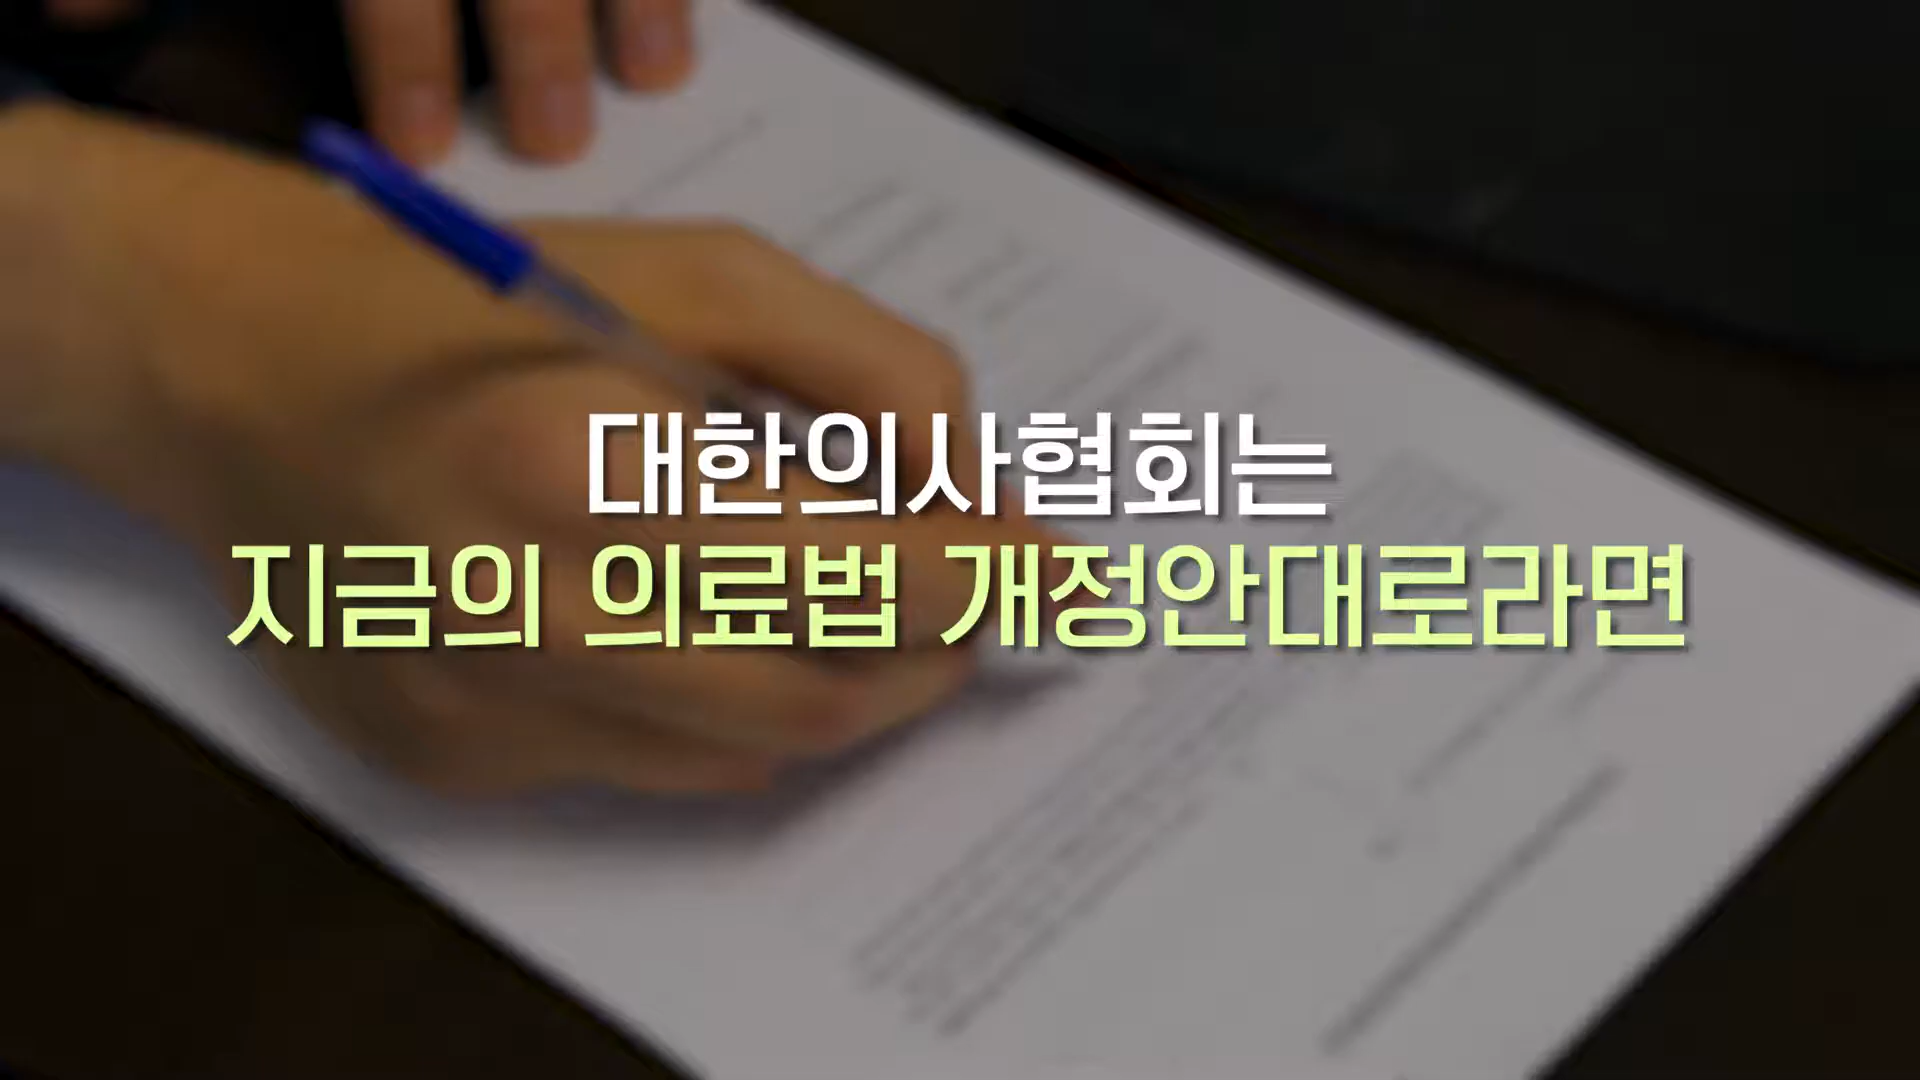 대한의사협회는
지금의 의료법 개정안대로라면